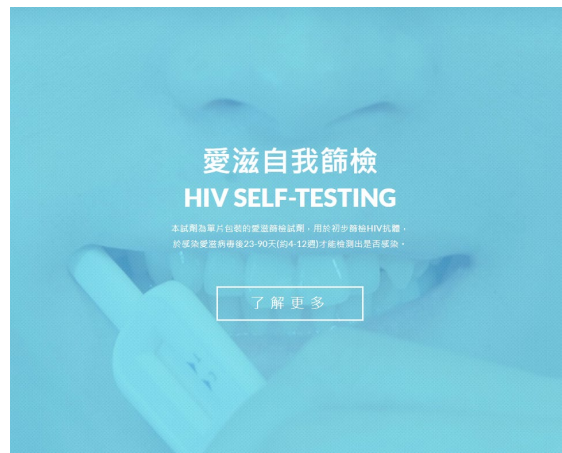 愛滋自我篩檢
HIV SELF-TESTING
本試劑為單片包裝的愛滋篩檢試劑，用於初步篩檢HIV抗體，
於感染愛滋病毒後23-90天(約4-12週)才能檢測出是否感染。
了解更多